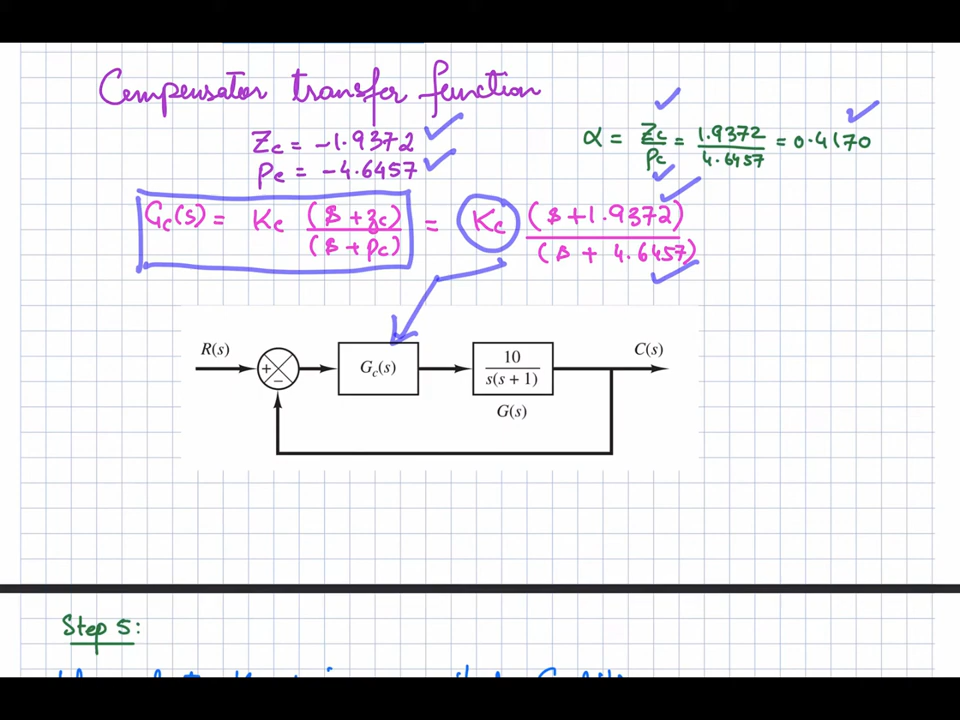 Compensator transfer function
Zc = -1.9372
Pc = -4.6457
α = Zc/Pc = 1.9372/4.6457 = 0.4170
Gc(s) = Kc (s+zc)/(s+pc) = Kc (s+1.9372)/(s + 4.6457)
R(s)
+
−
Gc(s)
10
s(s + 1)
C(s)
G(s)
Step 5: